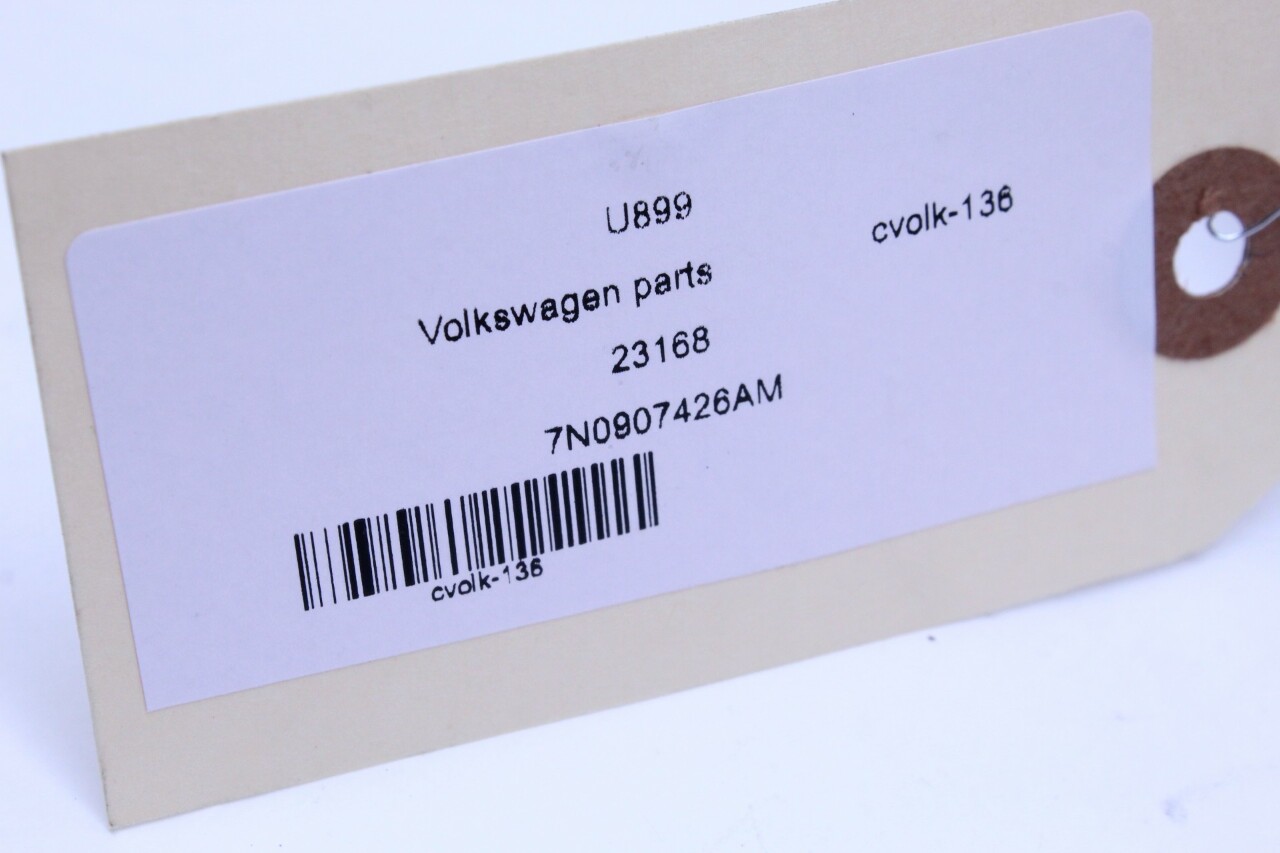 U899
cvolk-136
Volkswagen parts
23168
7N0907426AM
cvolk-136